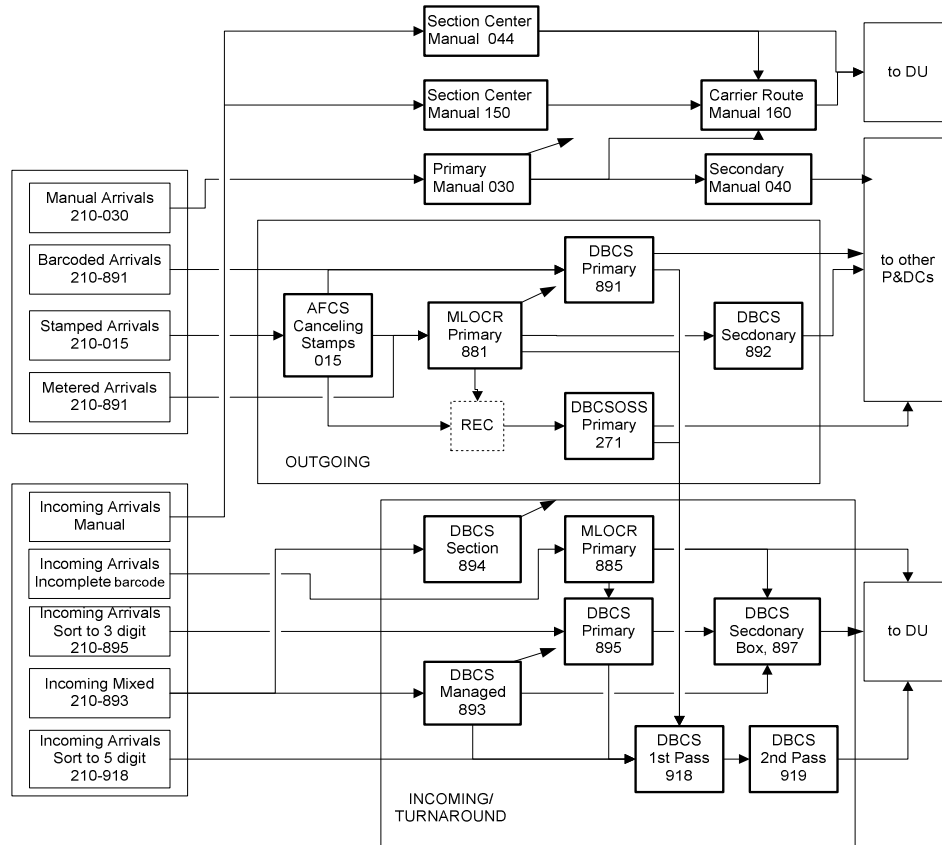 Section Center
Manual 044
to DU
Section Center
Manual 150
Carrier Route
Manual 160
Primary
Manual 030
Secondary
Manual 040
Manual Arrivals
210-030
Barcoded Arrivals
210-891
Stamped Arrivals
210-015
Metered Arrivals
210-891
AFCS
Canceling
Stamps
015
MLOCR
Primary
881
DBCS
Primary
891
DBCS
Secdonary
892
to other
P&DCs
REC
DBCSOSS
Primary
271
OUTGOING
Incoming Arrivals
Manual
Incoming Arrivals
Incomplete barcode
Incoming Arrivals
Sort to 3 digit
210-895
Incoming Mixed
210-893
Incoming Arrivals
Sort to 5 digit
210-918
DBCS
Section
894
MLOCR
Primary
885
DBCS
Primary
895
DBCS
Secdonary
Box, 897
to DU
DBCS
Managed
893
DBCS
1st Pass
918
DBCS
2nd Pass
919
INCOMING/
TURNAROUND